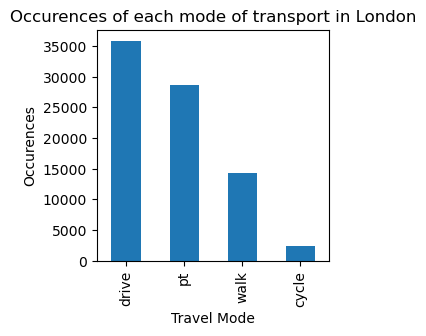 Occurences of each mode of transport in London
35000
30000
25000
20000
15000
10000
5000
0
Occurences
drive
pt
walk
cycle
Travel Mode